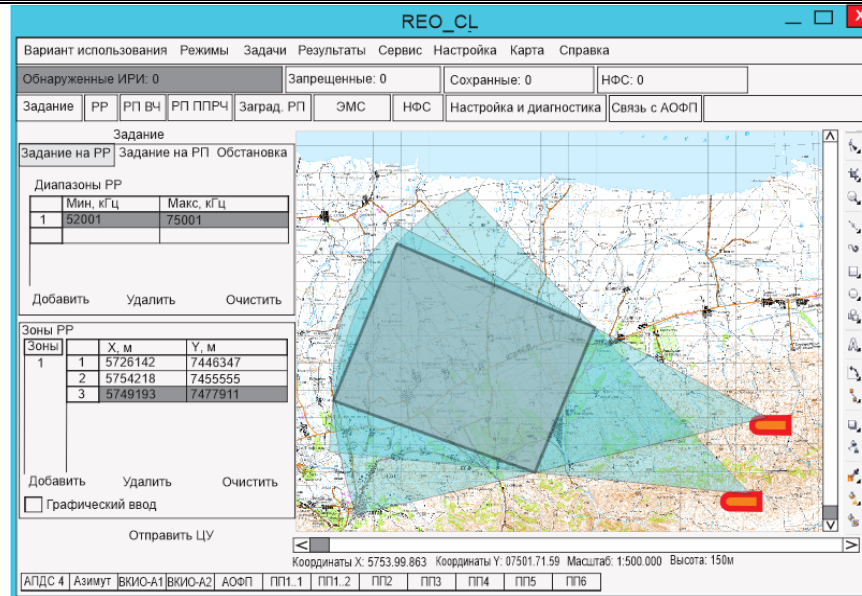 REO_CL
Вариант использования Режимы Задачи Результаты Сервис Настройка Карта Справка
Обнаруженные ИРИ: 0 Запрещенные: 0 Сохранные: 0 НФС: 0
Задание РР РП ВЧ РП ППРЧ Заград. РП ЭМС НФС Настройка и диагностика Связь с АОФП
Задание
Задание на РР Задание на РП Обстановка
Диапазоны РР
Мин, кГц Макс, кГц
1 52001 75001
Добавить Удалить Очистить
Зоны РР
Зоны X, м Y, м
1 1 5726142 7446347
2 5754218 7455555
3 5749193 7477911
Добавить Удалить Очистить
Графический ввод
Отправить ЦУ
Координаты X: 5753.99.863 Координаты Y: 07501.71.59 Масштаб: 1:500.000 Высота: 150м
АПДС 4 Азимут ВКИО-А1 ВКИО-А2 АОФП ПП1..1 ПП1..2 ПП2 ПП3 ПП4 ПП5 ПП6